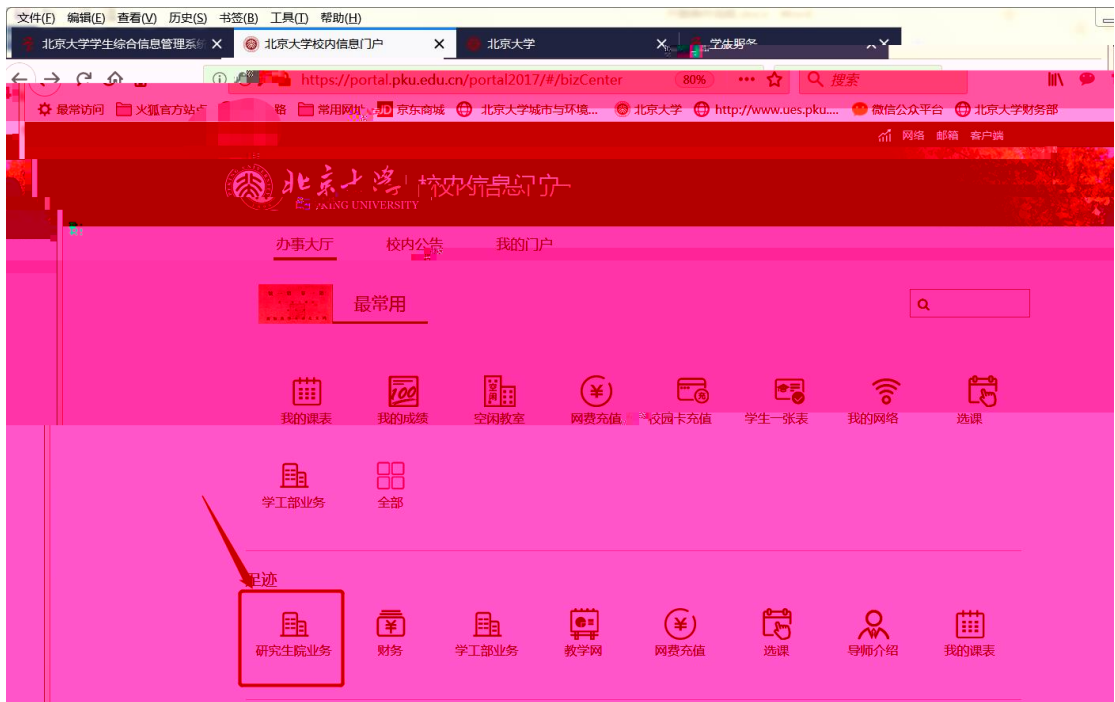 文件(F) 编辑(E) 查看(V) 历史(S) 书签(B) 工具(T) 帮助(H)
北京大学学生综合信息管理系统 北京大学校内信息门户 北京大学
https://portal.pku.edu.cn/portal2017/#/bizCenter 80% 搜索
最常访问 火狐官方站点 常用网址 JD 京东商城 北京大学城市与环境... 北京大学 http://www.ues.pku.... 微信公众平台 北京大学财务部
网络 邮箱 客户端
北京大学 校内信息门户
UNIVERSITY
办事大厅 校内公告 我的门户
最常用
我的课表 我的成绩 空闲教室 网费充值 校园卡充值 学生一张表 我的网络 选课
学工部业务 全部
足迹
研究生院业务 财务 学工部业务 教学网 网费充值 选课 导师介绍 我的课表